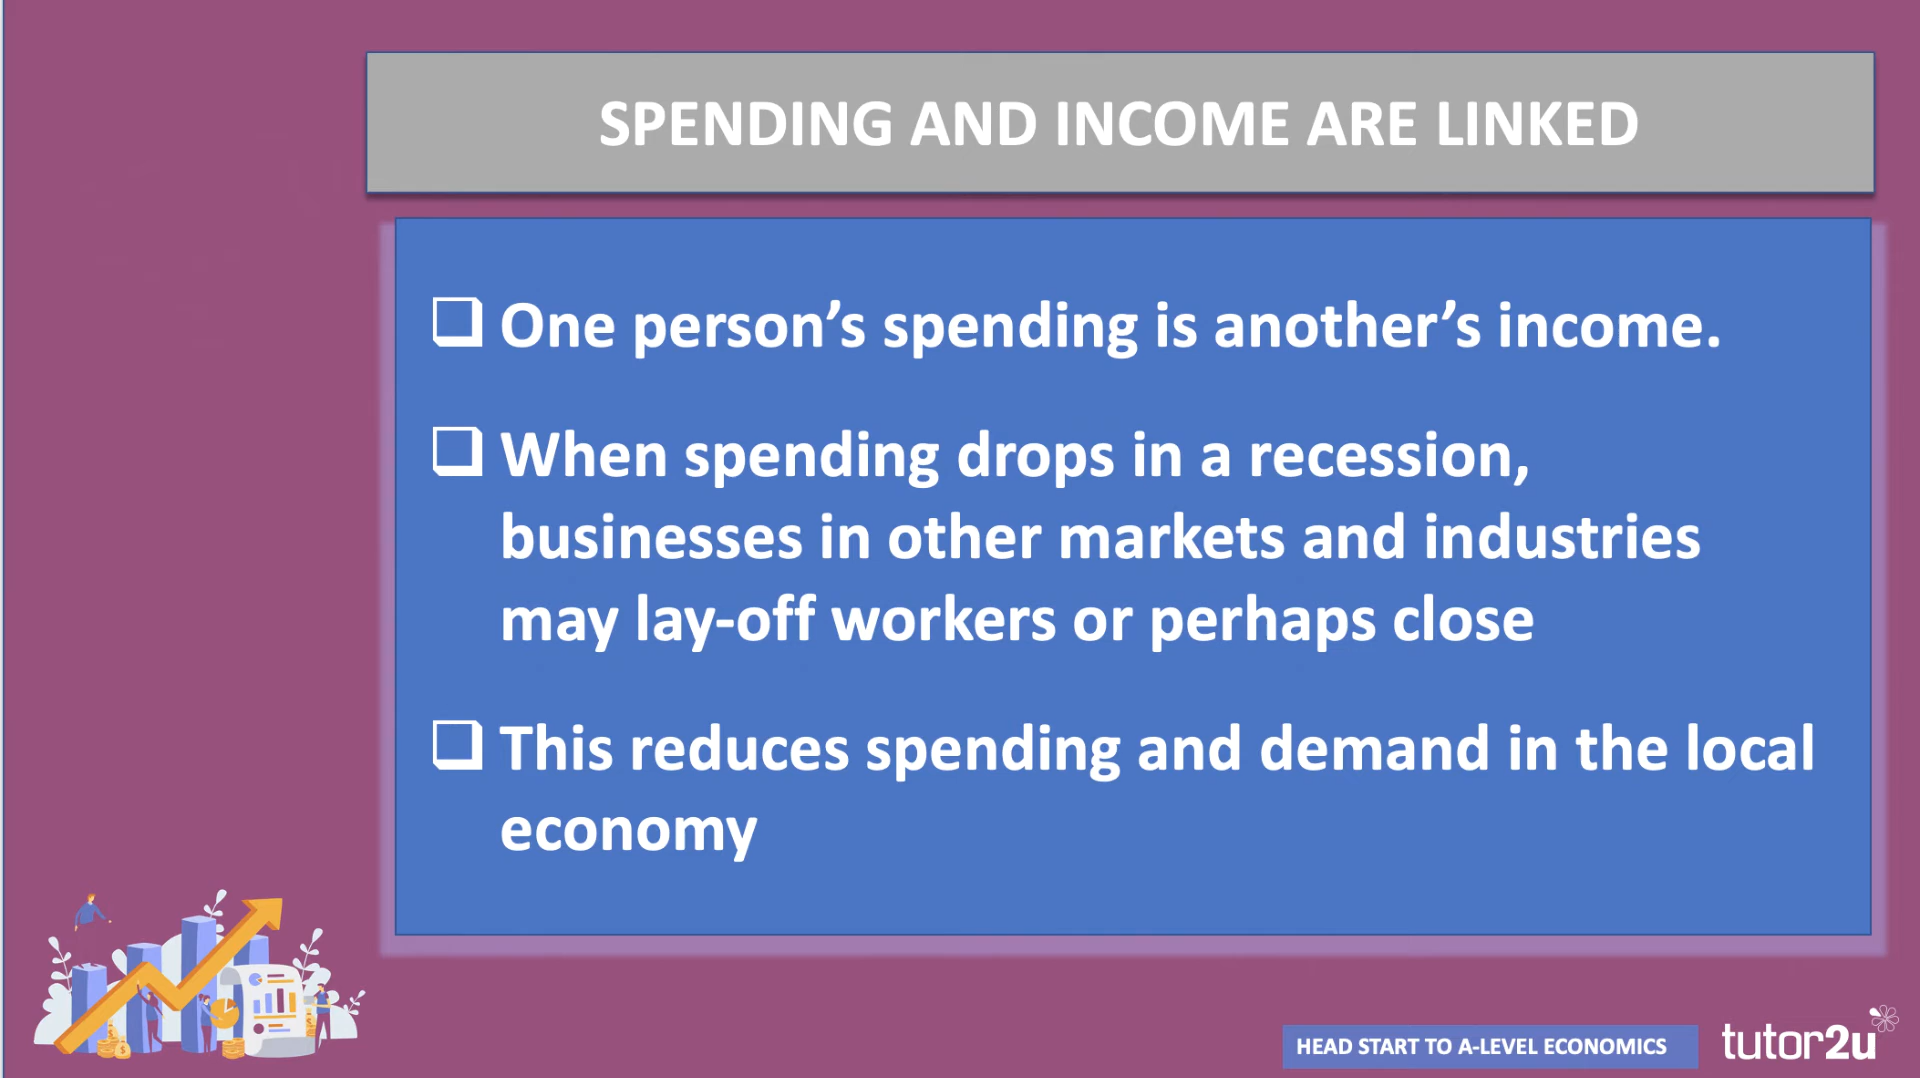 SPENDING AND INCOME ARE LINKED
One person’s spending is another’s income.
When spending drops in a recession,
businesses in other markets and industries
may lay-off workers or perhaps close
This reduces spending and demand in the local
economy
HEAD START TO A-LEVEL ECONOMICS
tutor2u